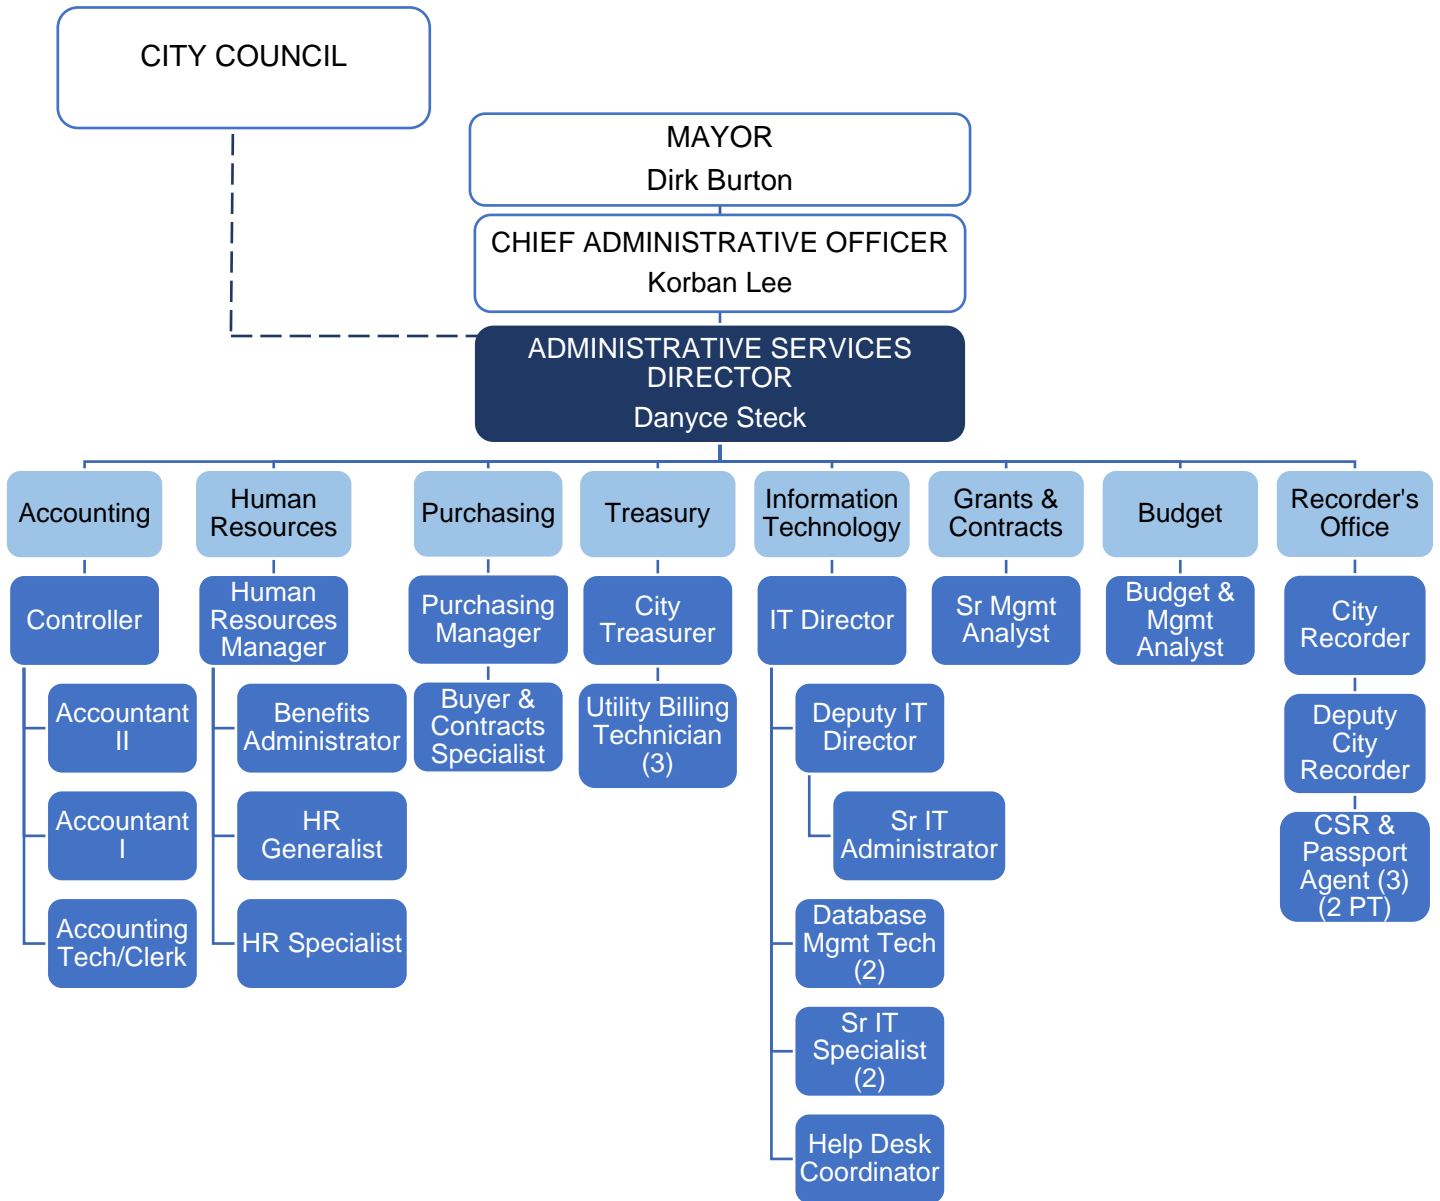 CITY COUNCIL
MAYOR
Dirk Burton
CHIEF ADMINISTRATIVE OFFICER
Korban Lee
ADMINISTRATIVE SERVICES
DIRECTOR
Danyce Steck
Accounting
Human
Resources
Purchasing
Treasury
Information
Technology
Grants &
Contracts
Budget
Recorder's
Office
Controller
Accountant
II
Accountant
I
Accounting
Tech/Clerk
Human
Resources
Manager
Benefits
Administrator
HR
Generalist
HR Specialist
Purchasing
Manager
Buyer &
Contracts
Specialist
City
Treasurer
Utility Billing
Technician
(3)
IT Director
Deputy IT
Director
Sr IT
Administrator
Database
Mgmt Tech
(2)
Sr IT
Specialist
(2)
Help Desk
Coordinator
Sr Mgmt
Analyst
Budget &
Mgmt
Analyst
City
Recorder
Deputy
City
Recorder
CSR &
Passport
Agent (3)
(2 PT)